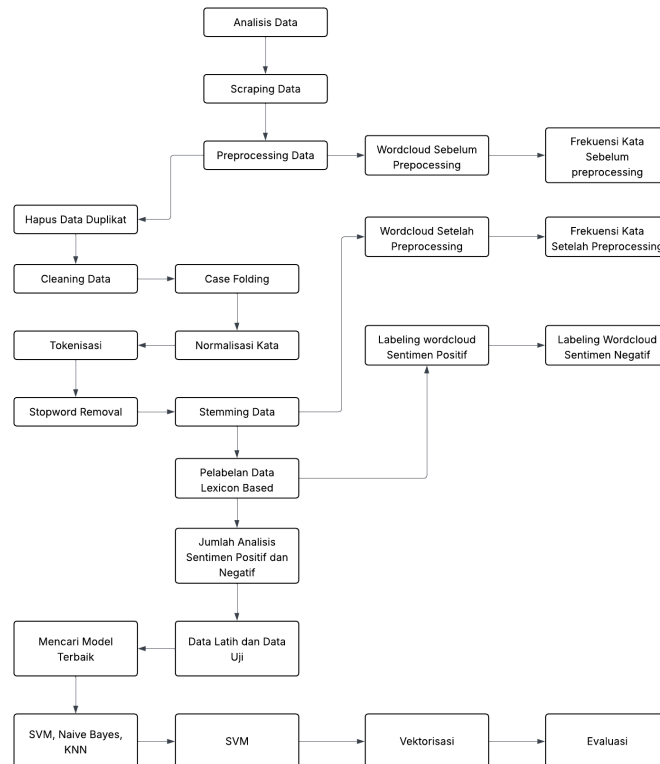 Analisis Data
Scraping Data
Preprocessing Data
Wordcloud Sebelum
Prepocessing
Frekuensi Kata
Sebelum
preprocessing
Hapus Data Duplikat
Wordcloud Setelah
Preprocessing
Frekuensi Kata
Setelah Preprocessing
Cleaning Data
Case Folding
Tokenisasi
Normalisasi Kata
Labeling wordcloud
Sentimen Positif
Labeling Wordcloud
Sentimen Negatif
Stopword Removal
Stemming Data
Pelabelan Data
Lexicon Based
Jumlah Analisis
Sentimen Positif dan
Negatif
Mencari Model
Terbaik
Data Latih dan Data
Uji
SVM, Naive Bayes,
KNN
SVM
Vektorisasi
Evaluasi